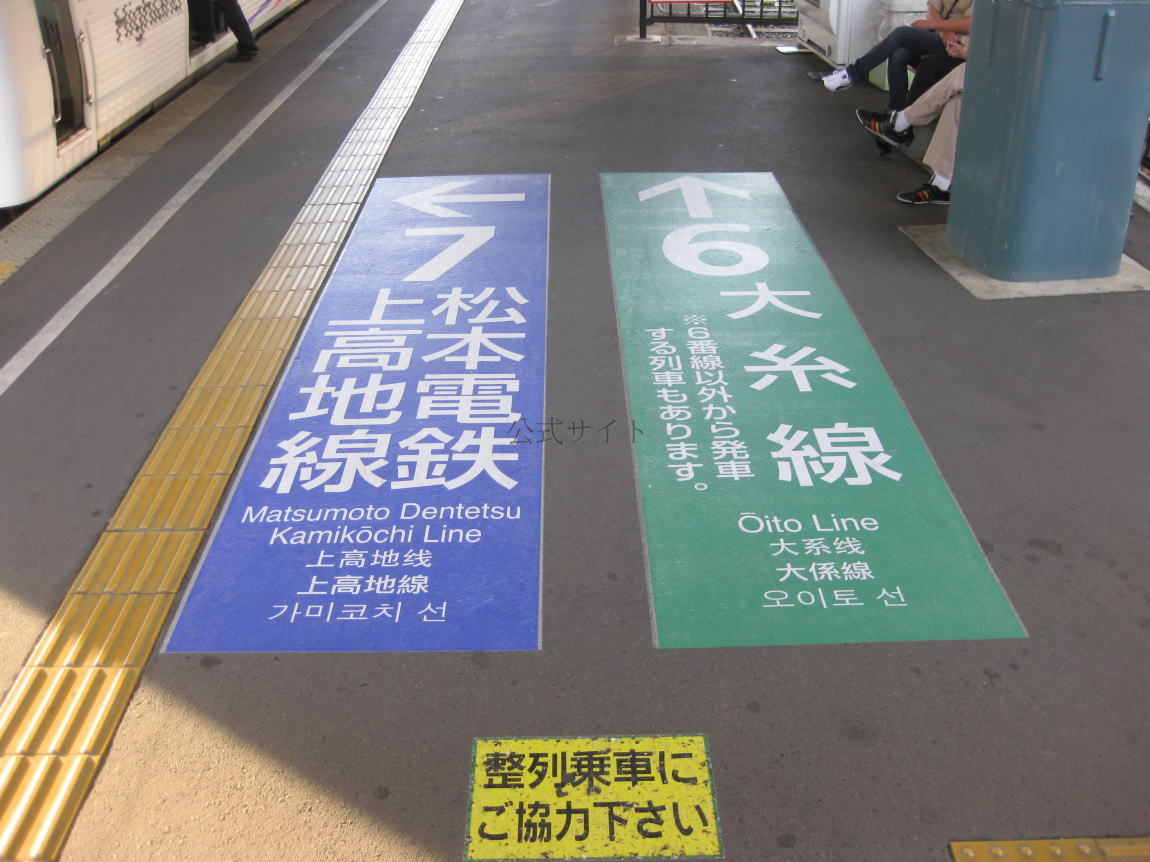 ←7
松本電鉄
上高地線
Matsumoto Dentetsu
Kamikōchi Line
上高地线
上高地線
가미코치 선
↑6
大糸線
※6番線以外から発車
する列車もあります。
Ōito Line
大系线
大係線
오이토 선
公式サイト
整列乗車に
ご協力下さい